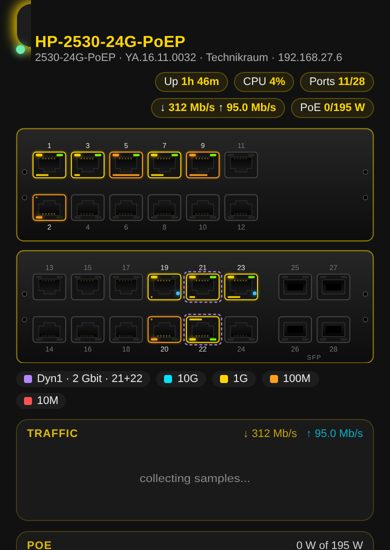 HP-2530-24G-PoEP
2530-24G-PoEP · YA.16.11.0032 · Technikraum · 192.168.27.6
Up 1h 46m CPU 4% Ports 11/28
↓ 312 Mb/s ↑ 95.0 Mb/s PoE 0/195 W
1 3 5 7 9 11
2 4 6 8 10 12
13 15 17 19 21 23 25 27
14 16 18 20 22 24 26 28
SFP
Dyn1 · 2 Gbit · 21+22 10G 1G 100M
10M
TRAFFIC ↓ 312 Mb/s ↑ 95.0 Mb/s
collecting samples...
POE 0 W of 195 W